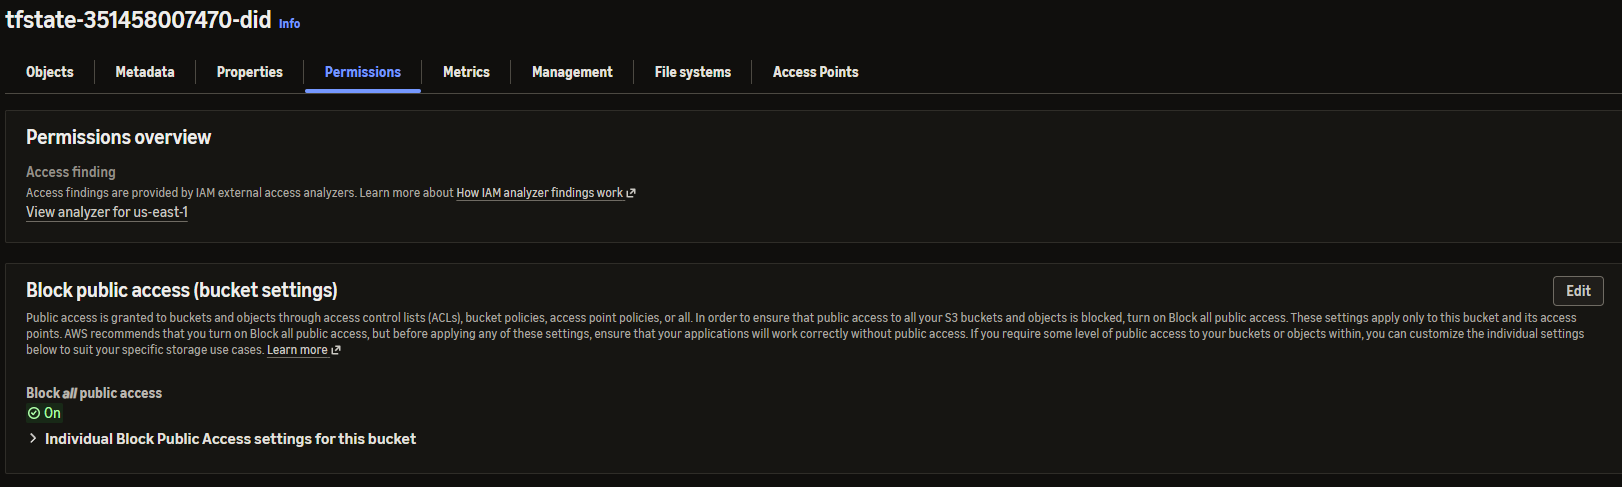 tfstate-351458007470-did Info
Objects Metadata Properties Permissions Metrics Management File systems Access Points
Permissions overview
Access finding
Access findings are provided by IAM external access analyzers. Learn more about How IAM analyzer findings work
View analyzer for us-east-1
Block public access (bucket settings)
Edit
Public access is granted to buckets and objects through access control lists (ACLs), bucket policies, access point policies, or all. In order to ensure that public access to all your S3 buckets and objects is blocked, turn on Block all public access. These settings apply only to this bucket and its access
points. AWS recommends that you turn on Block all public access, but before applying any of these settings, ensure that your applications will work correctly without public access. If you require some level of public access to your buckets or objects within, you can customize the individual settings
below to suit your specific storage use cases. Learn more
Block all public access
On
Individual Block Public Access settings for this bucket